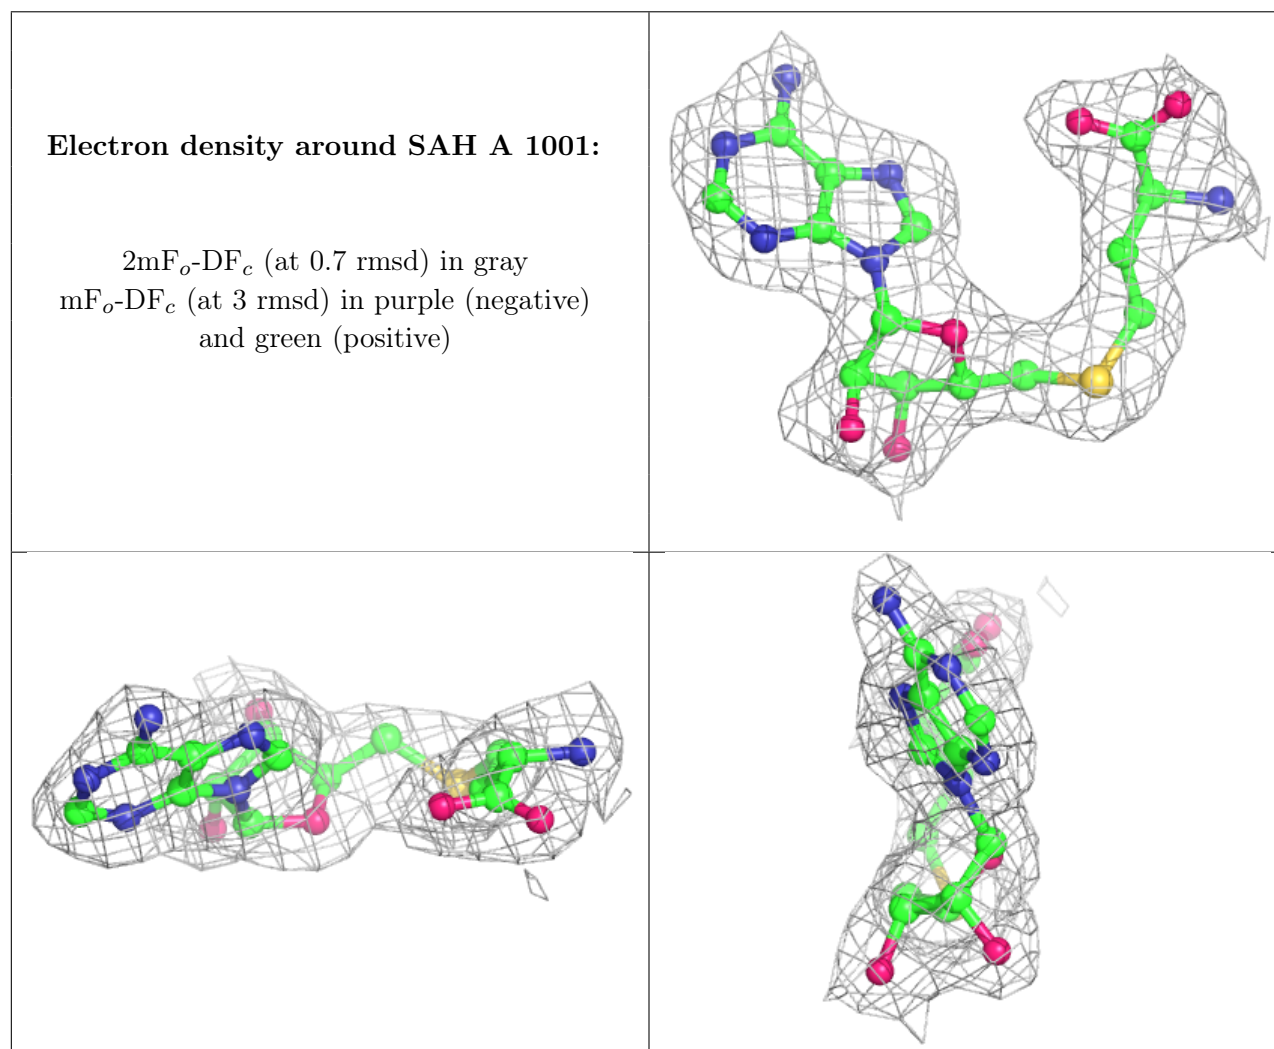 Electron density around SAH A 1001:
2mFo-DFc (at 0.7 rmsd) in gray
mFo-DFc (at 3 rmsd) in purple (negative)
and green (positive)